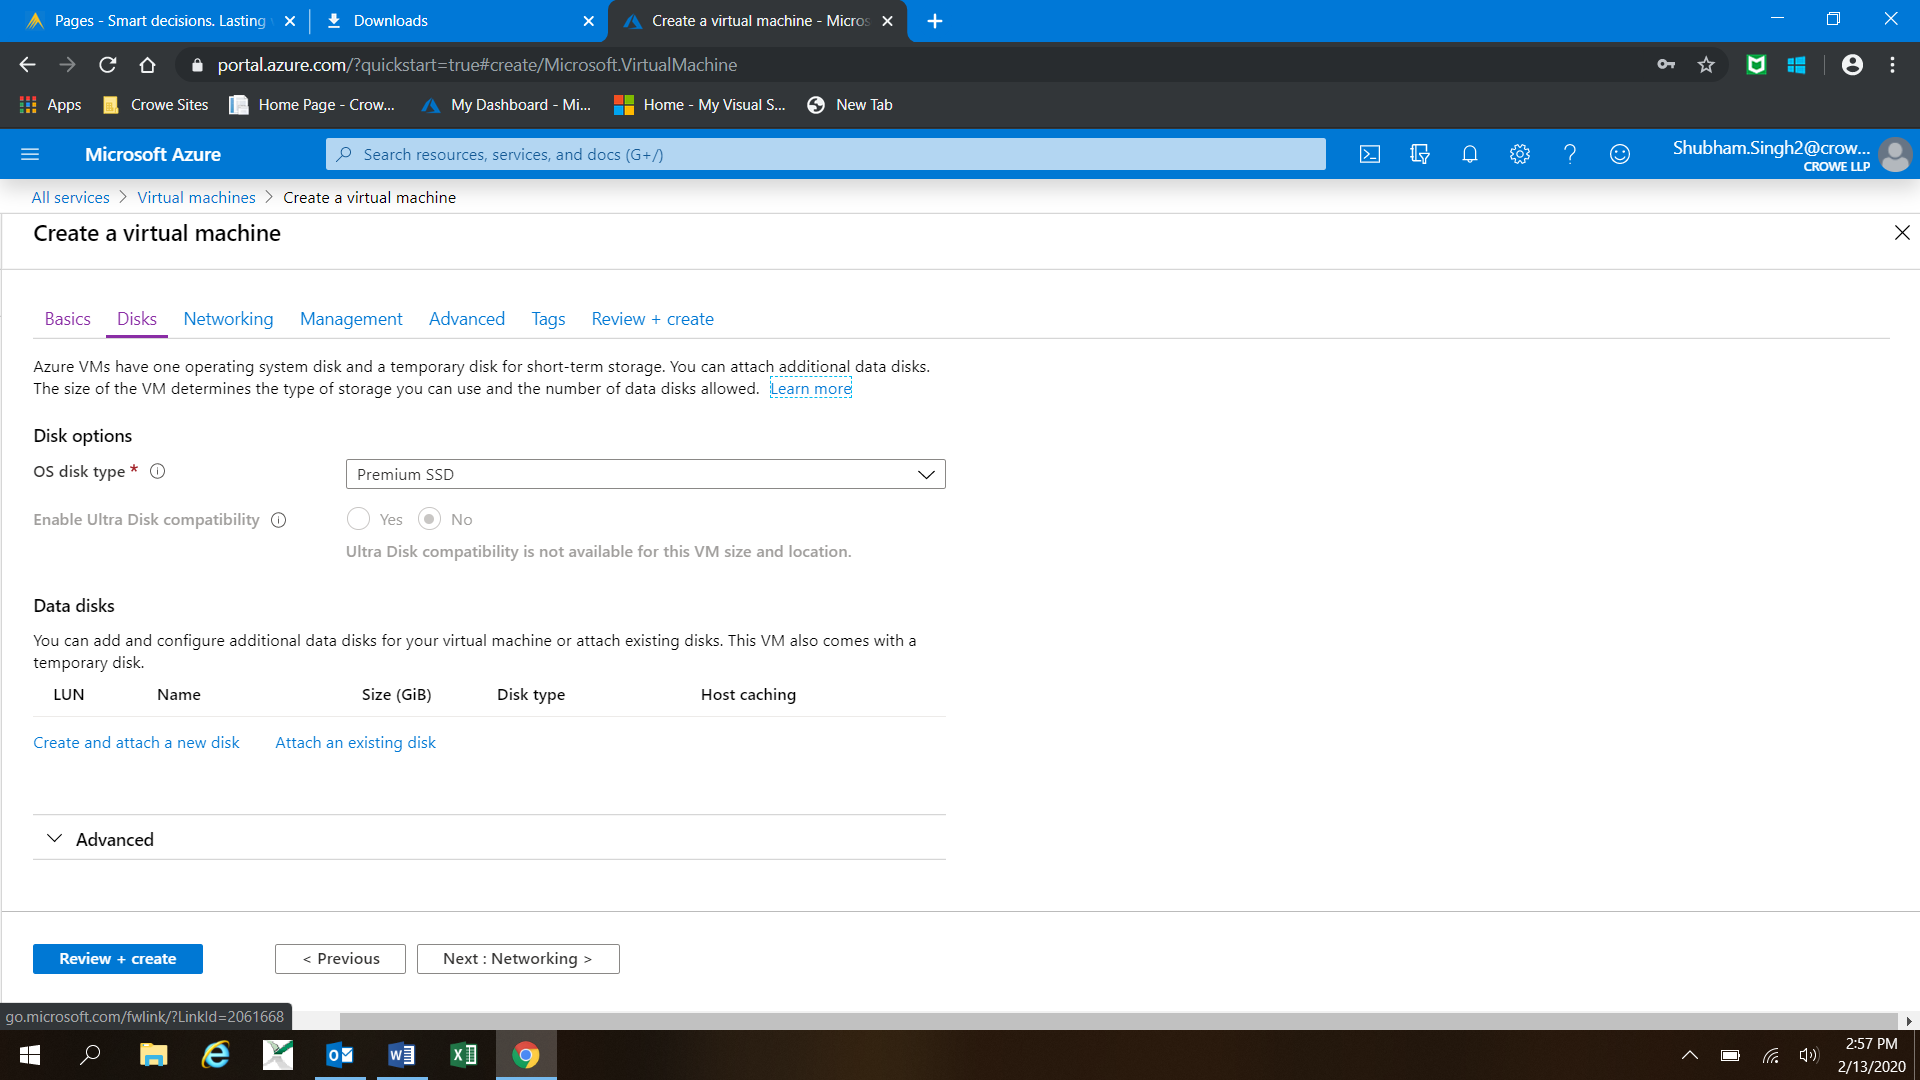 Pages - Smart decisions. Lasting
Downloads
Create a virtual machine - Micros
portal.azure.com/?quickstart=true#create/Microsoft.VirtualMachine
Apps
Crowe Sites
Home Page - Crow...
My Dashboard - Mi...
Home - My Visual S...
New Tab
Microsoft Azure
Search resources, services, and docs (G+/)
Shubham.Singh2@crow...
CROWE LLP
All services > Virtual machines > Create a virtual machine
Create a virtual machine
Basics Disks Networking Management Advanced Tags Review + create
Azure VMs have one operating system disk and a temporary disk for short-term storage. You can attach additional data disks.
The size of the VM determines the type of storage you can use and the number of data disks allowed. Learn more
Disk options
OS disk type *
Premium SSD
Enable Ultra Disk compatibility
Yes No
Ultra Disk compatibility is not available for this VM size and location.
Data disks
You can add and configure additional data disks for your virtual machine or attach existing disks. This VM also comes with a
temporary disk.
LUN Name Size (GiB) Disk type Host caching
Create and attach a new disk Attach an existing disk
Advanced
Review + create < Previous Next : Networking >
go.microsoft.com/fwlink/?LinkId=2061668
2:57 PM
2/13/2020